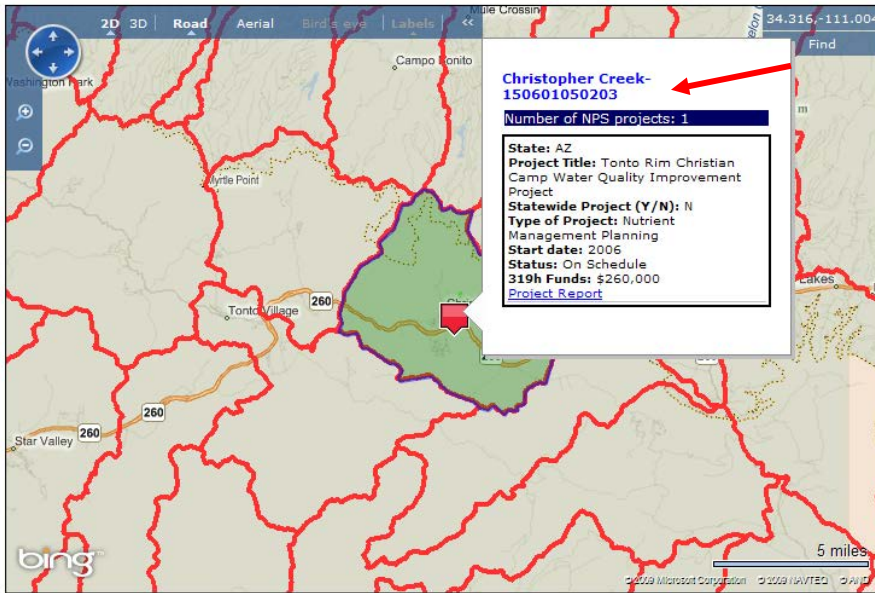 2D 3D Road Aerial Bird's eye Labels «
Mule Crossin
34.316,-111.004
Find
Campo Bonito
Washington Park
Christopher Creek-
150601050203
Number of NPS projects: 1
State: AZ
Project Title: Tonto Rim Christian
Camp Water Quality Improvement
Project
Statewide Project (Y/N): N
Type of Project: Nutrient
Management Planning
Start date: 2006
Status: On Schedule
319h Funds: $260,000
Project Report
Myrtle Point
Lakes
260
Tonto Village
260
260
Star Valley
bing
5 miles
© 2009 Microsoft Corporation © 2009 NAVTEQ © AND